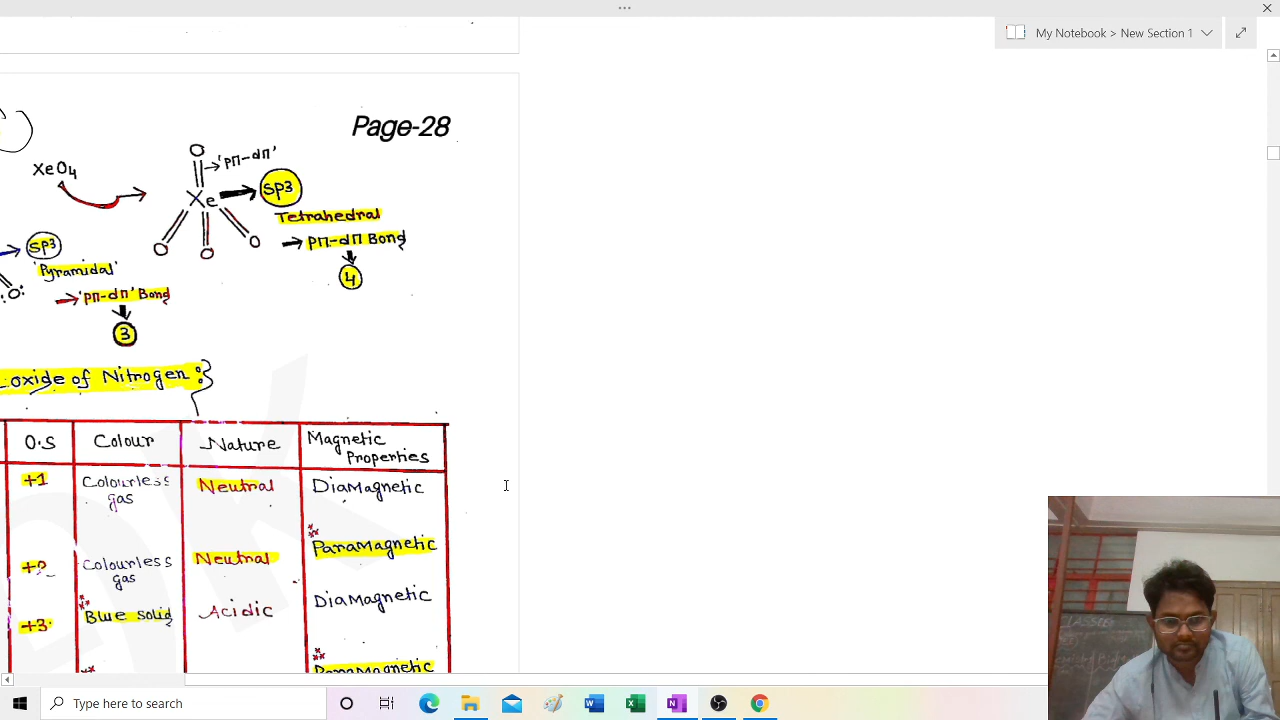 My Notebook > New Section 1
Page-28
XeO4
O
'pπ-dπ'
Xe
sp3
Tetrahedral
pπ-dπ Bond
4
O
O
O
sp3
'Pyramidal'
:O:
'pπ-dπ' Bond
3
oxide of Nitrogen :
O.S
Colour
Nature
Magnetic Properties
+1
Colourless gas
Neutral
DiaMagnetic
+2
Colourless gas
Neutral
**
ParaMagnetic
+3
**
Blue solid
Acidic
DiaMagnetic
**
**
ParaMagnetic
Type here to search